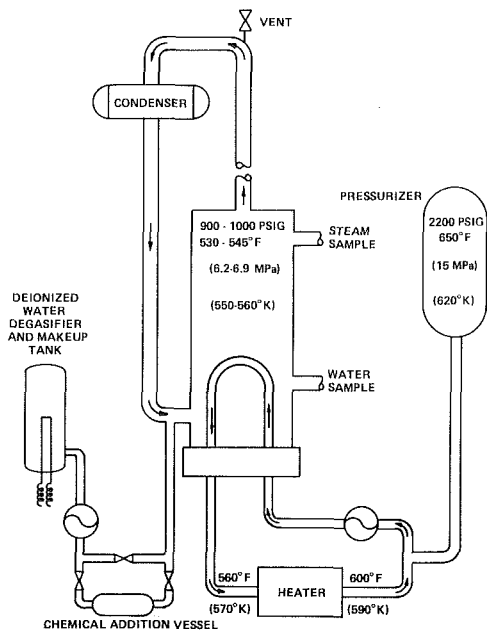 VENT
CONDENSER
PRESSURIZER
900 - 1000 PSIG
530 - 545°F
(6.2-6.9 MPa)
(550-560°K)
STEAM
SAMPLE
2200 PSIG
650°F
(15 MPa)
(620°K)
DEIONIZED
WATER
DEGASIFIER
AND MAKEUP
TANK
WATER
SAMPLE
560°F
(570°K)
HEATER
600°F
(590°K)
CHEMICAL ADDITION VESSEL